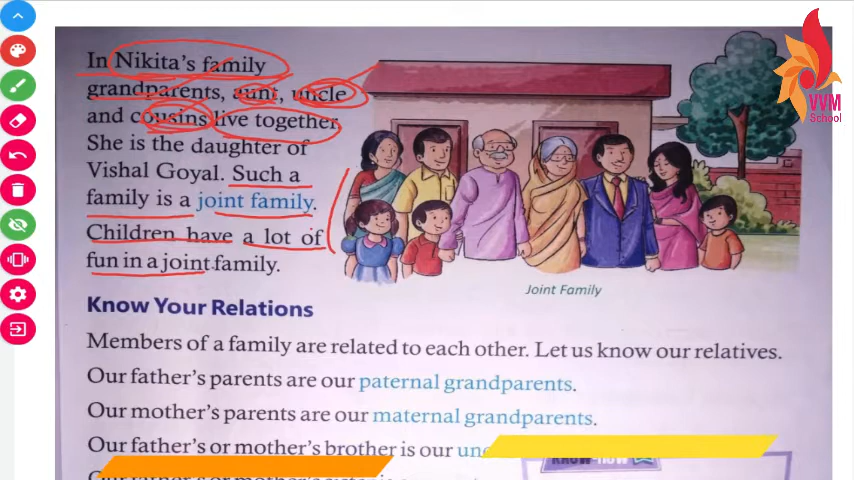 In Nikita's family
grandparents, aunt, uncle
and cousins live together.
She is the daughter of
Vishal Goyal. Such a
family is a joint family.
Children have a lot of
fun in a joint family.
Joint Family
VVM
School
Know Your Relations
Members of a family are related to each other. Let us know our relatives.
Our father's parents are our paternal grandparents.
Our mother's parents are our maternal grandparents.
Our father's or mother's brother is our